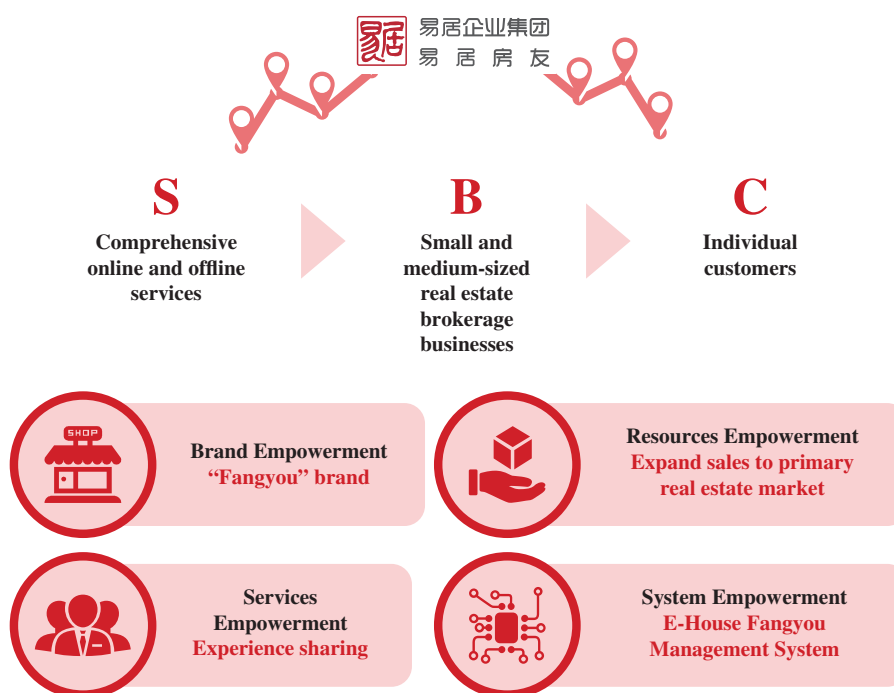 易居
易居企业集团
易居房友
S
B
C
Comprehensive
online and offline
services
Small and
medium-sized
real estate
brokerage
businesses
Individual
customers
SHOP
Brand Empowerment
“Fangyou” brand
Resources Empowerment
Expand sales to primary
real estate market
Services
Empowerment
Experience sharing
System Empowerment
E-House Fangyou
Management System